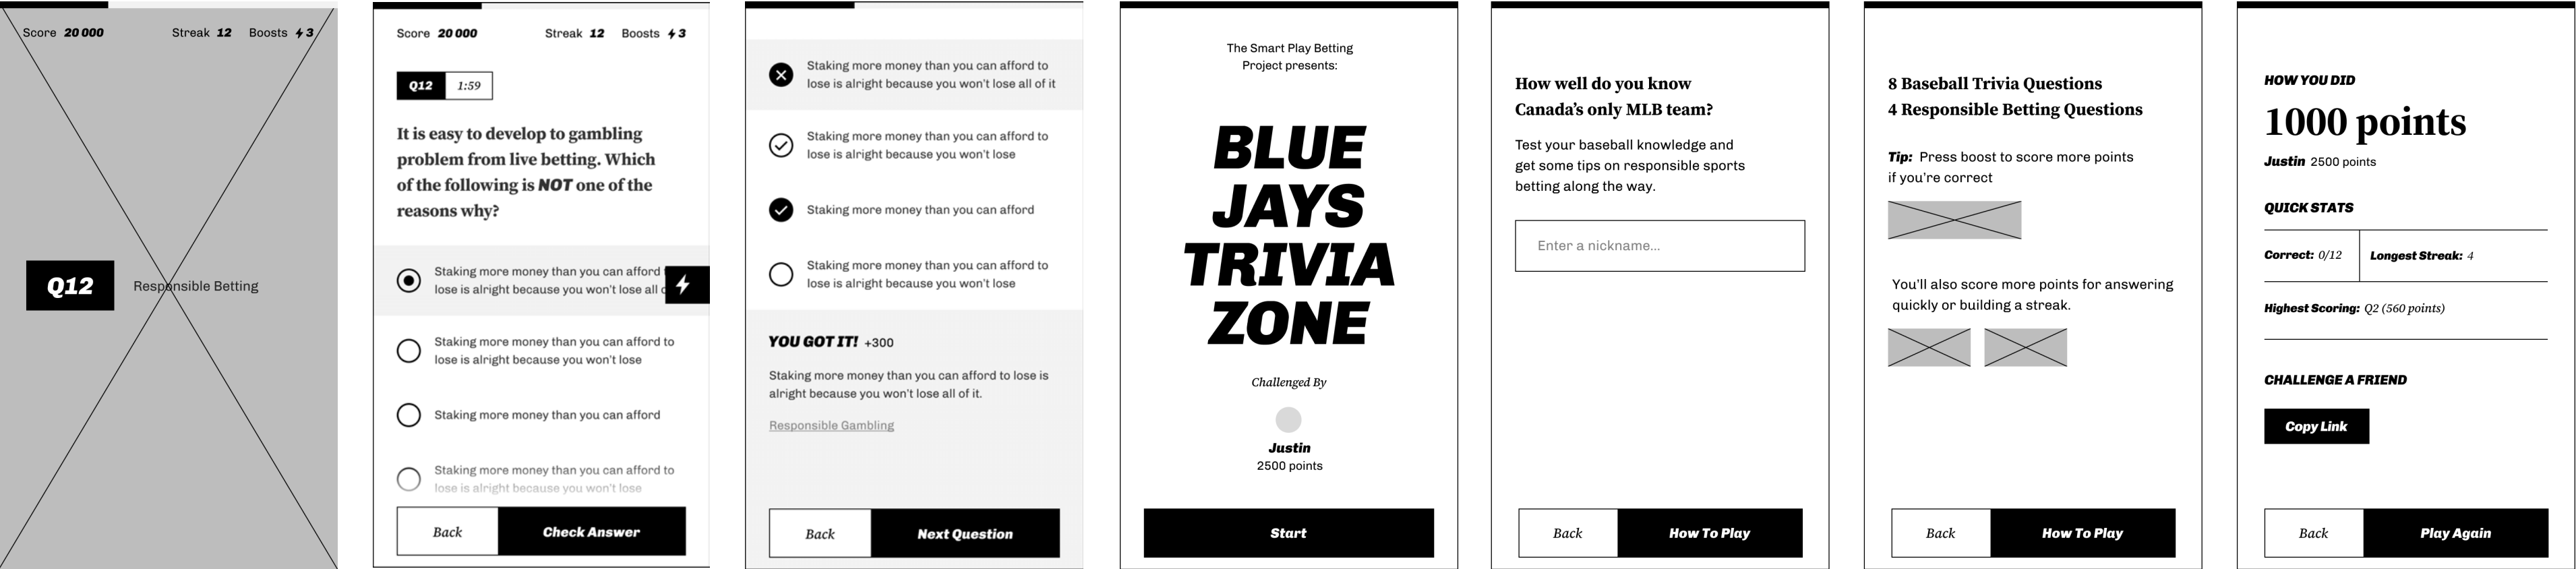 Score 20 000 Streak 12 Boosts 3
Q12 Responsible Betting
Score 20 000 Streak 12 Boosts 3
Q12 1:59
It is easy to develop to gambling
problem from live betting. Which
of the following is NOT one of the
reasons why?
Staking more money than you can afford
lose is alright because you won't lose all
Staking more money than you can afford to
lose is alright because you won't lose
Staking more money than you can afford
Staking more money than you can afford to
lose is alright because you won't lose
Back Check Answer
Staking more money than you can afford to
lose is alright because you won't lose all of it
Staking more money than you can afford to
lose is alright because you won't lose
Staking more money than you can afford
Staking more money than you can afford to
lose is alright because you won't lose
YOU GOT IT! +300
Staking more money than you can afford to lose is
alright because you won't lose all of it.
Responsible Gambling
Back Next Question
The Smart Play Betting
Project presents:
BLUE
JAYS
TRIVIA
ZONE
Challenged By
Justin
2500 points
Start
How well do you know
Canada's only MLB team?
Test your baseball knowledge and
get some tips on responsible sports
betting along the way.
Enter a nickname...
Back How To Play
8 Baseball Trivia Questions
4 Responsible Betting Questions
Tip: Press boost to score more points
if you're correct
You'll also score more points for answering
quickly or building a streak.
Back How To Play
HOW YOU DID
1000 points
Justin 2500 points
QUICK STATS
Correct: 0/12 Longest Streak: 4
Highest Scoring: Q2 (560 points)
CHALLENGE A FRIEND
Copy Link
Back Play Again